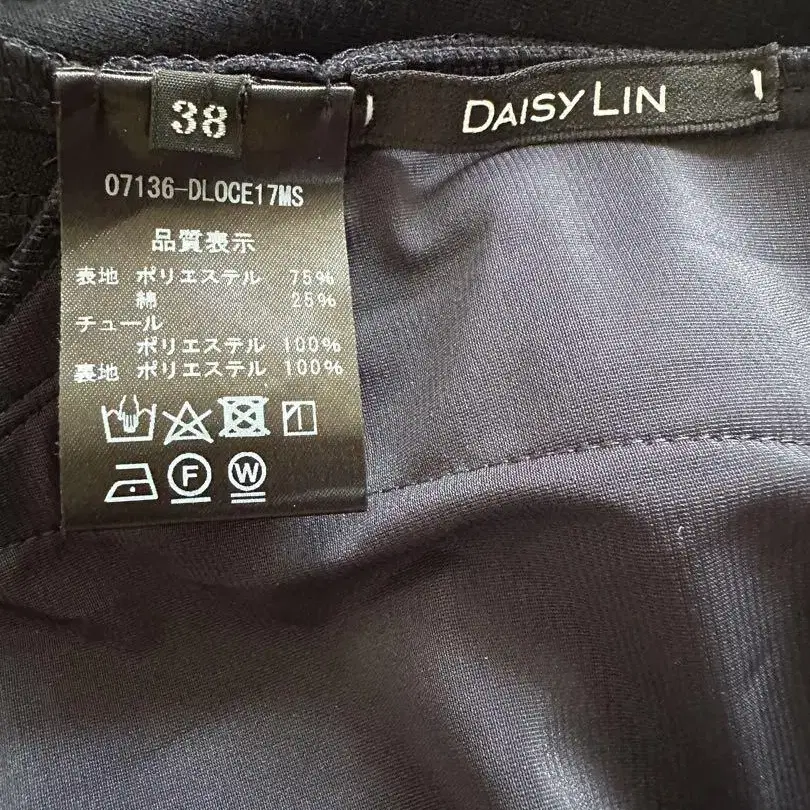 38
DAISY LIN
07136-DLOCE17MS
品質表示
表地 ポリエステル 75%
綿 25%
チュール
ポリエステル 100%
裏地 ポリエステル 100%
F W